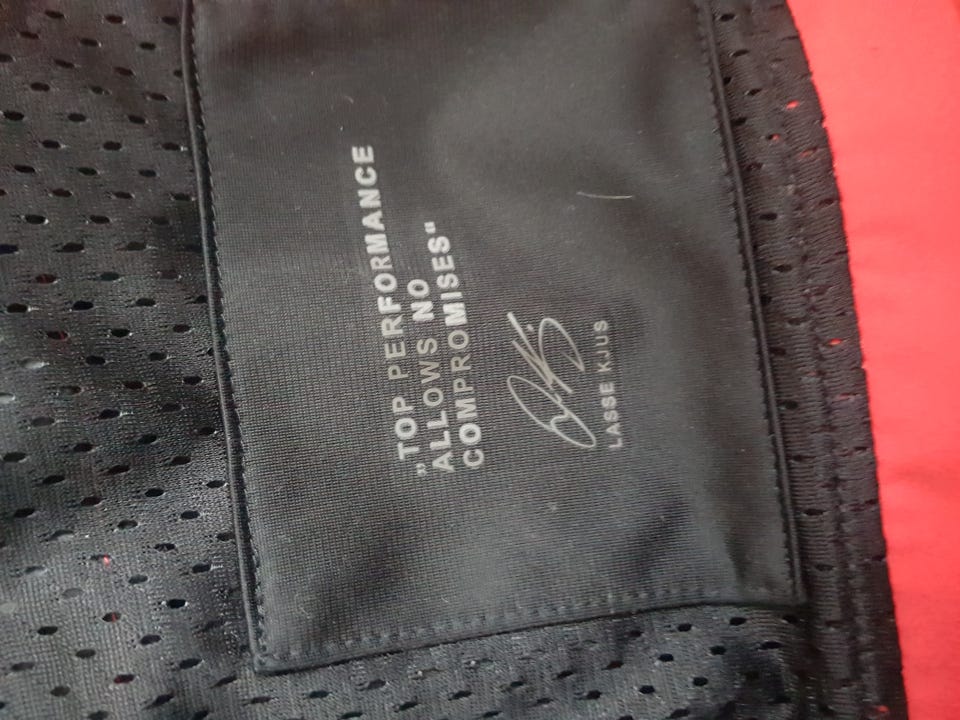 „TOP PERFORMANCE
ALLOWS NO
COMPROMISES“
LASSE KJUS